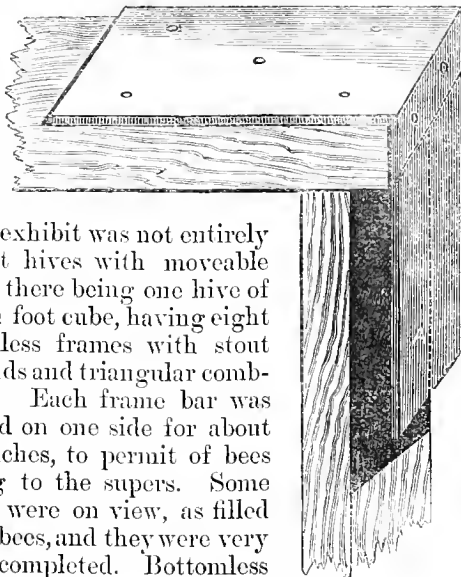 exhibit was not entirely
t hives with moveable
there being one hive of
foot cube, having eight
less frames with stout
ds and triangular comb-
Each frame bar was
d on one side for about
ches, to permit of bees
g to the supers. Some
were on view, as filled
bees, and they were very
completed. Bottomless